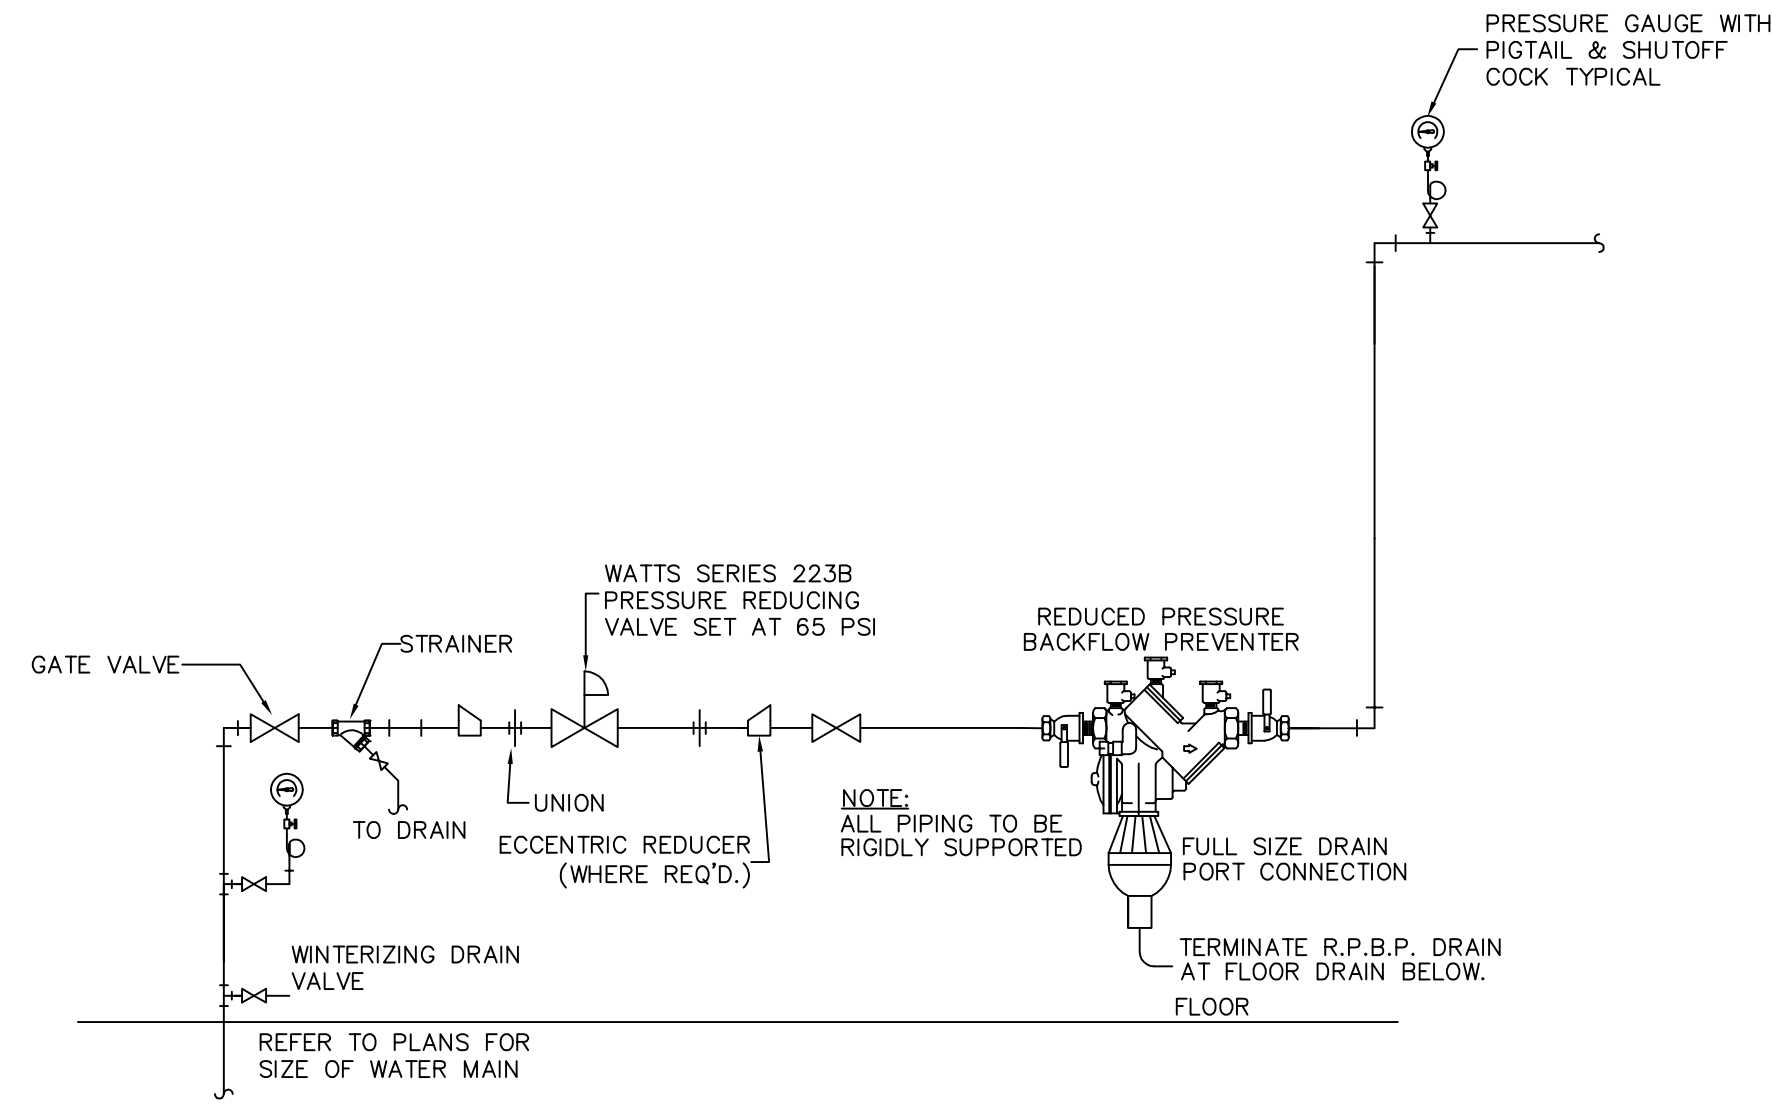 PRESSURE GAUGE WITH
PIGTAIL & SHUTOFF
COCK TYPICAL
WATTS SERIES 223B
PRESSURE REDUCING
VALVE SET AT 65 PSI
REDUCED PRESSURE
BACKFLOW PREVENTER
STRAINER
GATE VALVE
UNION
TO DRAIN
ECCENTRIC REDUCER
(WHERE REQ'D.)
NOTE:
ALL PIPING TO BE
RIGIDLY SUPPORTED
FULL SIZE DRAIN
PORT CONNECTION
WINTERIZING DRAIN
VALVE
TERMINATE R.P.B.P. DRAIN
AT FLOOR DRAIN BELOW.
FLOOR
REFER TO PLANS FOR
SIZE OF WATER MAIN